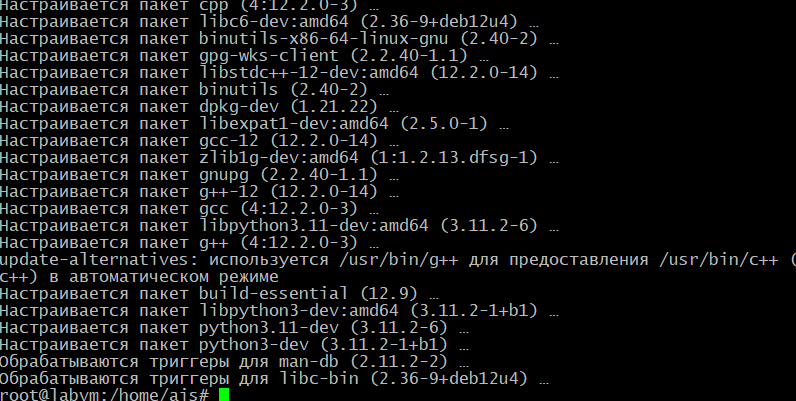 Настраивается пакет cpp (4:12.2.0-3) …
Настраивается пакет libc6-dev:amd64 (2.36-9+deb12u4) …
Настраивается пакет binutils-x86-64-linux-gnu (2.40-2) …
Настраивается пакет gpg-wks-client (2.2.40-1.1) …
Настраивается пакет libstdc++-12-dev:amd64 (12.2.0-14) …
Настраивается пакет binutils (2.40-2) …
Настраивается пакет dpkg-dev (1.21.22) …
Настраивается пакет libexpat1-dev:amd64 (2.5.0-1) …
Настраивается пакет gcc-12 (12.2.0-14) …
Настраивается пакет zlib1g-dev:amd64 (1:1.2.13.dfsg-1) …
Настраивается пакет gnupg (2.2.40-1.1) …
Настраивается пакет g++-12 (12.2.0-14) …
Настраивается пакет gcc (4:12.2.0-3) …
Настраивается пакет libpython3.11-dev:amd64 (3.11.2-6) …
Настраивается пакет g++ (4:12.2.0-3) …
update-alternatives: используется /usr/bin/g++ для предоставления /usr/bin/c++ (
c++) в автоматическом режиме
Настраивается пакет build-essential (12.9) …
Настраивается пакет libpython3-dev:amd64 (3.11.2-1+b1) …
Настраивается пакет python3.11-dev (3.11.2-6) …
Настраивается пакет python3-dev (3.11.2-1+b1) …
Обрабатываются триггеры для man-db (2.11.2-2) …
Обрабатываются триггеры для libc-bin (2.36-9+deb12u4) …
root@labvm:/home/ajs#